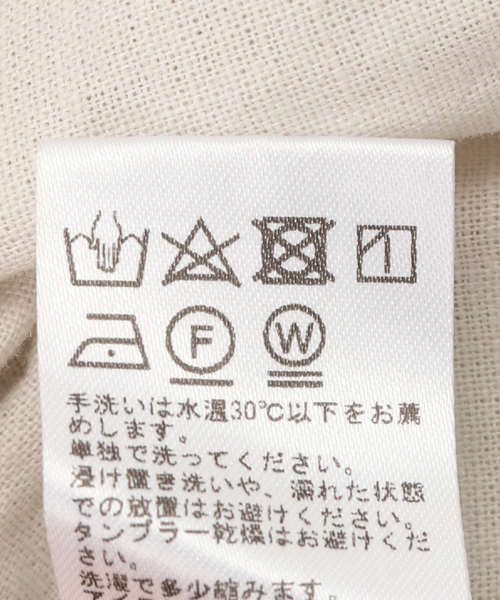 F W
手洗いは水温30℃以下をお薦
めします。
単独で洗ってください。
浸け置き洗いや、濡れた状態
での放置はお避けください。
タンブラー乾燥はお避けくだ
さい。
洗濯で多少縮みます。